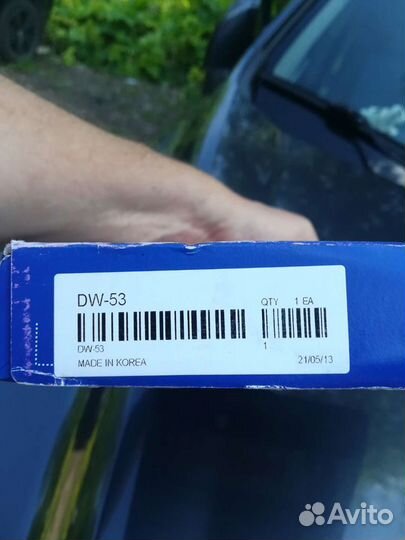 DW-53
QTY 1 EA
DW-53
1
MADE IN KOREA
21/05/13
Avito